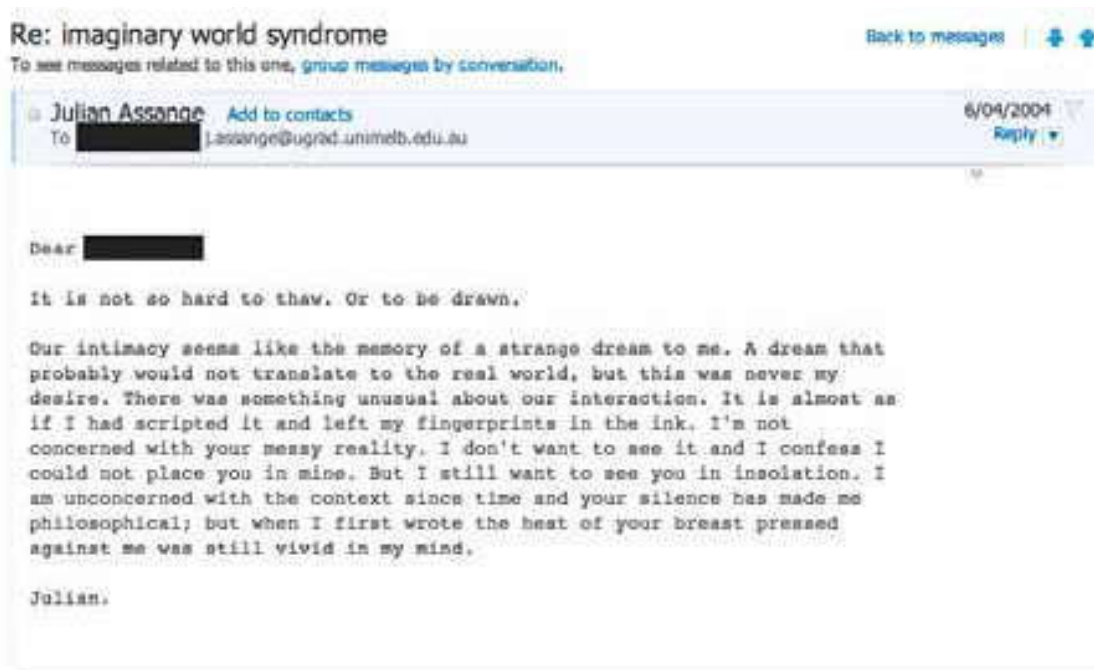 Re: imaginary world syndrome
Back to messages
To see messages related to this one, group messages by conversation.
Julian Assange Add to contacts
6/04/2004
To j.assange@ugrad.unimelb.edu.au
Reply
Dear
It is not so hard to thaw. Or to be drawn.
Our intimacy seems like the memory of a strange dream to me. A dream that
probably would not translate to the real world, but this was never my
desire. There was something unusual about our interaction. It is almost as
if I had scripted it and left my fingerprints in the ink. I'm not
concerned with your messy reality. I don't want to see it and I confess I
could not place you in mine. But I still want to see you in insolation. I
am unconcerned with the context since time and your silence has made me
philosophical; but when I first wrote the heat of your breast pressed
against me was still vivid in my mind.
Julian.